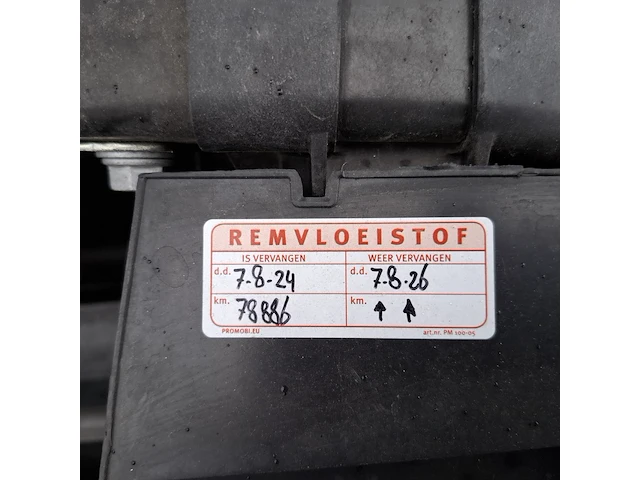 REMVLOEISTOF
IS VERVANGEN WEER VERVANGEN
d.d. 7-8-24 d.d. 7-8-26
km. 78886 km. ↑ ↑
PROMOBI.EU art.nr. PM 100-05